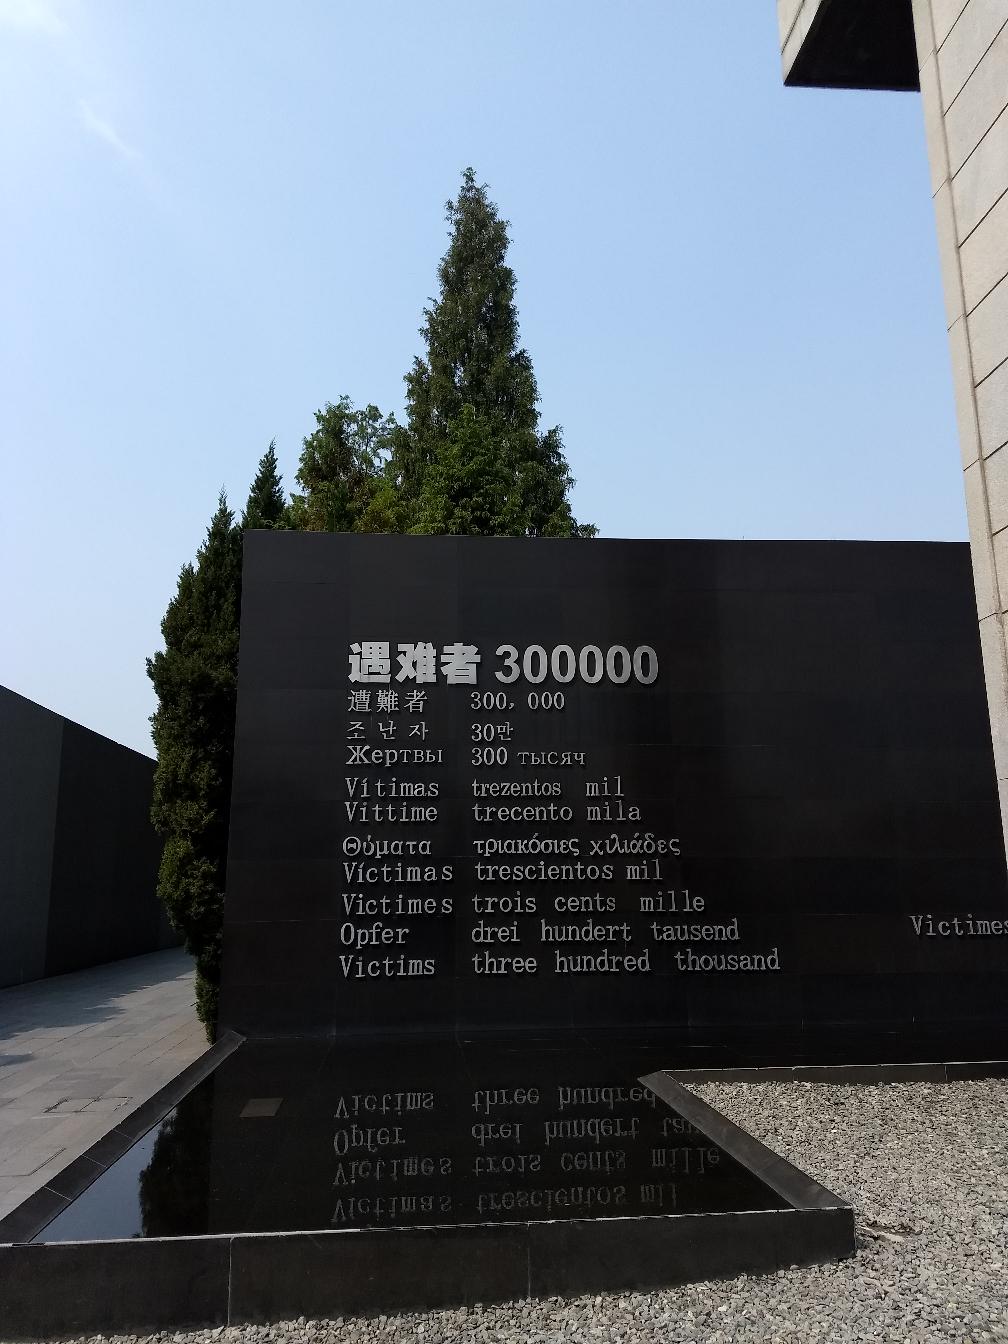 遇难者 300000
遭難者 300,000
조난자 30만
Жертвы 300 тысяч
Vítimas trezentos mil
Vittime trecento mila
Θύματα τριακόσιες χιλιάδες
Víctimas trescientos mil
Victimes trois cents mille
Opfer drei hundert tausend
Victims three hundred thousand
Victimes